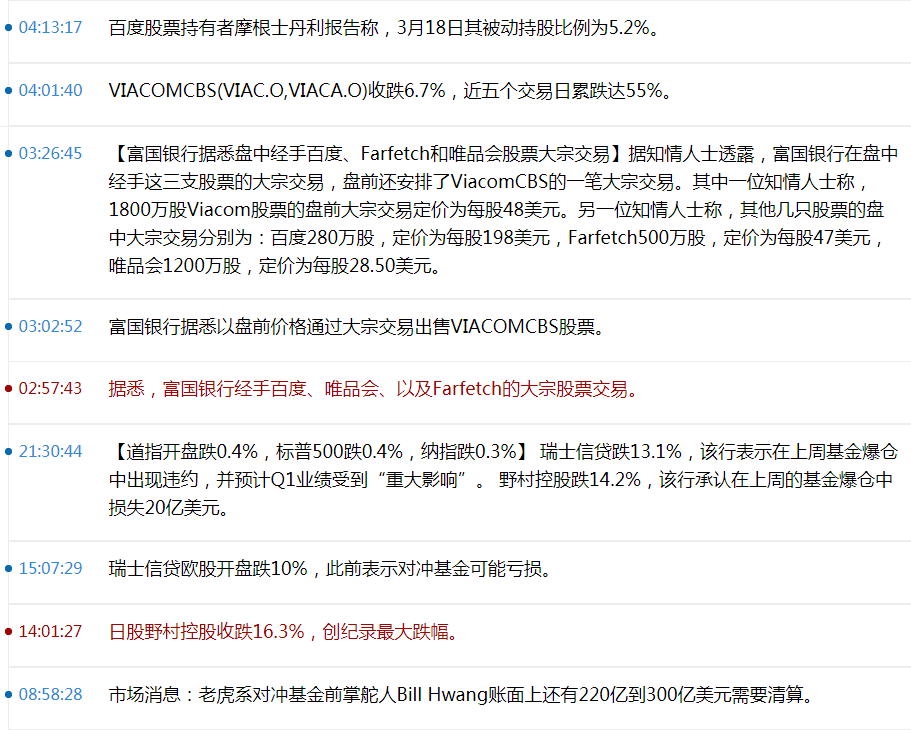 04:13:17 百度股票持有者摩根士丹利报告称，3月18日其被动持股比例为5.2%。
04:01:40 VIACOMCBS(VIAC.O,VIACA.O)收跌6.7%，近五个交易日累跌达55%。
03:26:45 【富国银行据悉盘中经手百度、Farfetch和唯品会股票大宗交易】据知情人士透露，富国银行在盘中
经手这三支股票的大宗交易，盘前还安排了ViacomCBS的一笔大宗交易。其中一位知情人士称，
1800万股Viacom股票的盘前大宗交易定价为每股48美元。另一位知情人士称，其他几只股票的盘
中大宗交易分别为：百度280万股，定价为每股198美元，Farfetch500万股，定价为每股47美元，
唯品会1200万股，定价为每股28.50美元。
03:02:52 富国银行据悉以盘前价格通过大宗交易出售VIACOMCBS股票。
02:57:43 据悉，富国银行经手百度、唯品会、以及Farfetch的大宗股票交易。
21:30:44 【道指开盘跌0.4%，标普500跌0.4%，纳指跌0.3%】 瑞士信贷跌13.1%，该行表示在上周基金爆仓
中出现违约，并预计Q1业绩受到“重大影响”。 野村控股跌14.2%，该行承认在上周的基金爆仓中
损失20亿美元。
15:07:29 瑞士信贷欧股开盘跌10%，此前表示对冲基金可能亏损。
14:01:27 日股野村控股收跌16.3%，创纪录最大跌幅。
08:58:28 市场消息：老虎系对冲基金前掌舵人Bill Hwang账面上还有220亿到300亿美元需要清算。